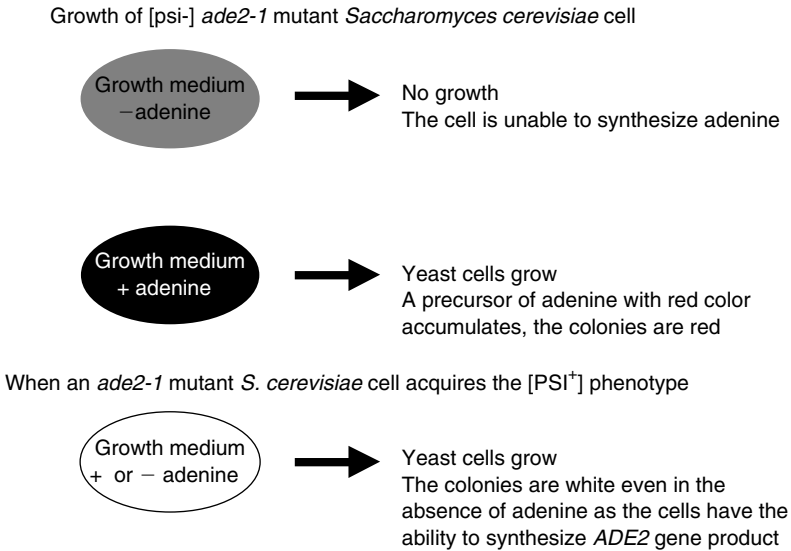 Growth of [psi-] ade2-1 mutant Saccharomyces cerevisiae cell
Growth medium
−adenine
No growth
The cell is unable to synthesize adenine
Growth medium
+ adenine
Yeast cells grow
A precursor of adenine with red color
accumulates, the colonies are red
When an ade2-1 mutant S. cerevisiae cell acquires the [PSI+] phenotype
Growth medium
+ or − adenine
Yeast cells grow
The colonies are white even in the
absence of adenine as the cells have the
ability to synthesize ADE2 gene product